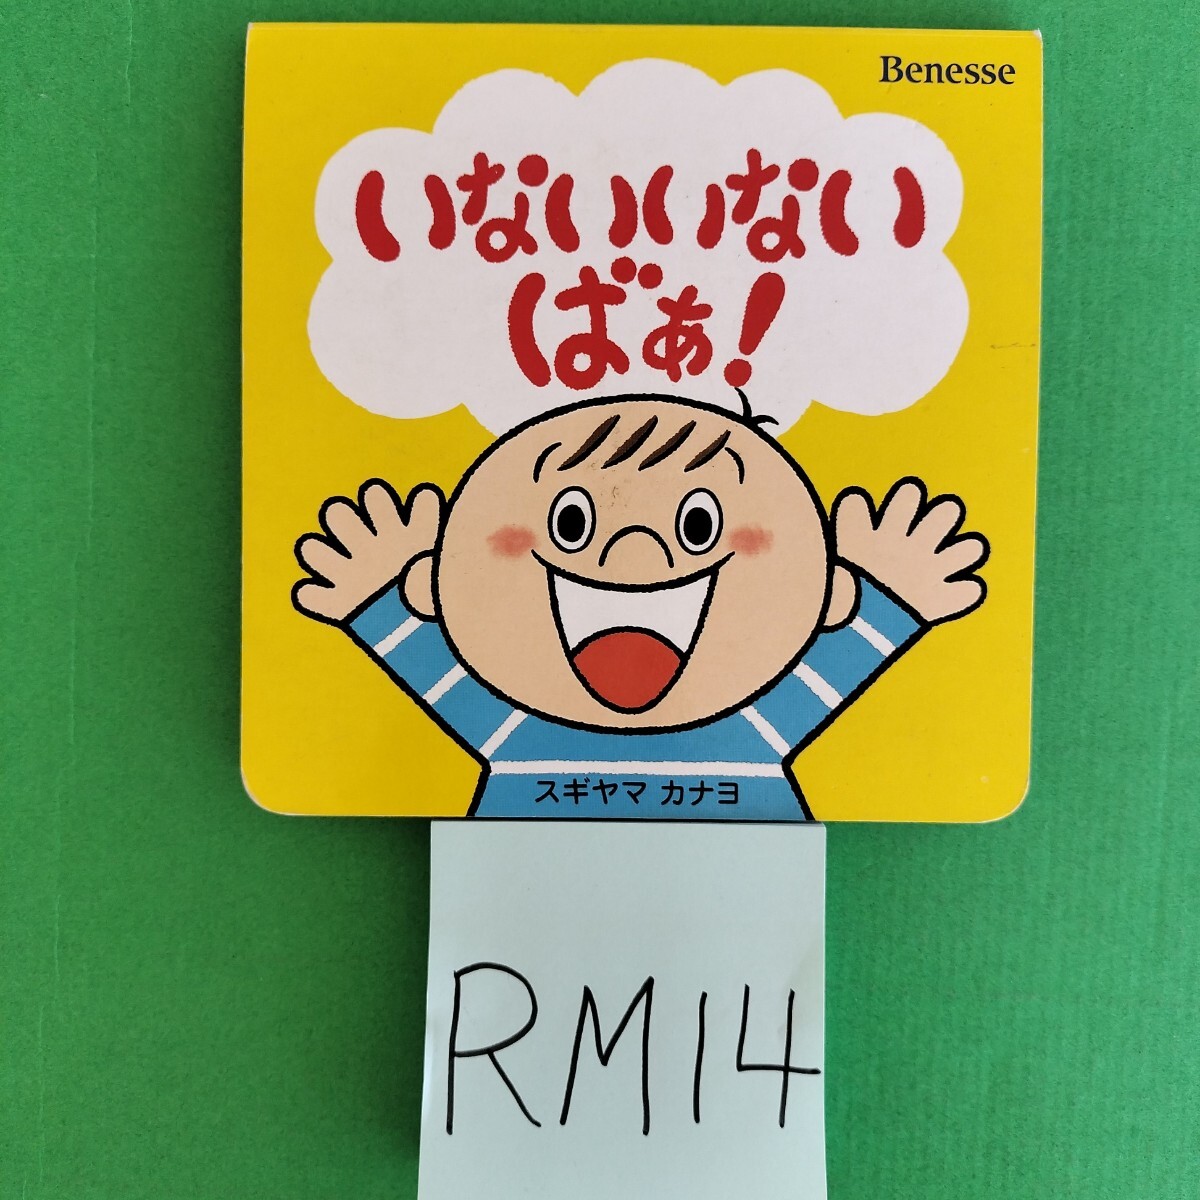 Benesse
いないいない
ばぁ!
スギヤマ カナヨ
RM14